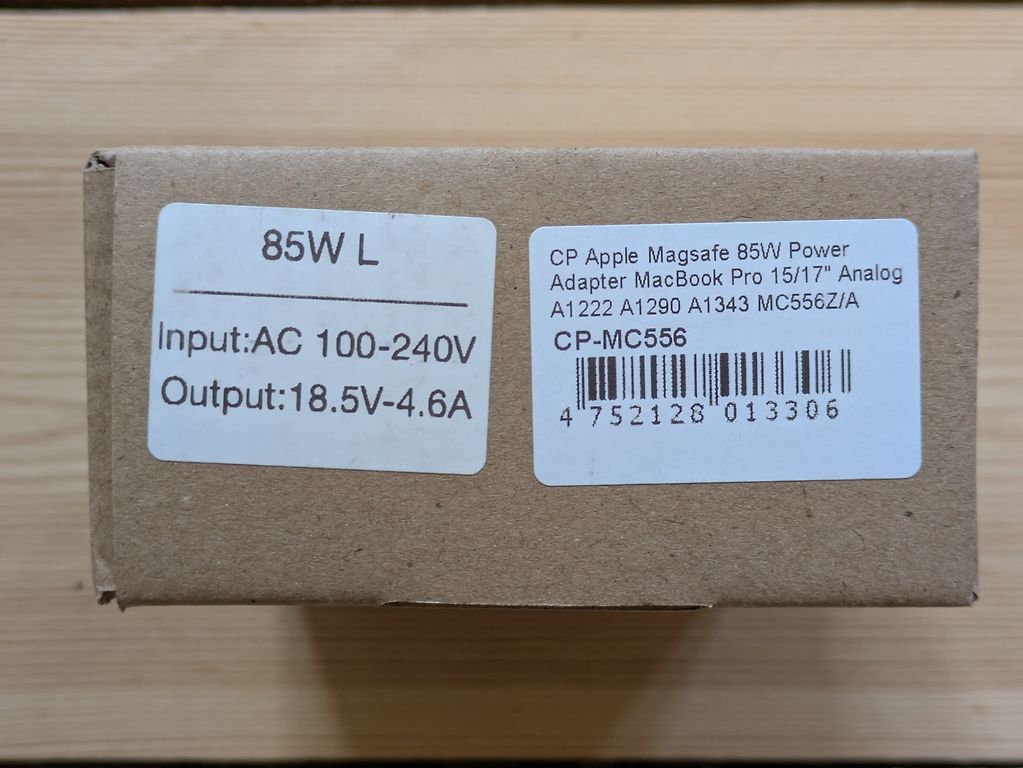 85W L
Input:AC 100-240V
Output:18.5V-4.6A
CP Apple Magsafe 85W Power
Adapter MacBook Pro 15/17" Analog
A1222 A1290 A1343 MC556Z/A
CP-MC556
4 752128 013306